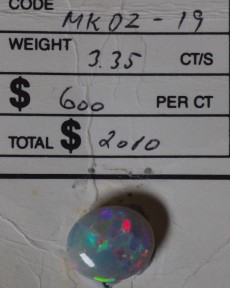 CODE MK02-19
WEIGHT 3.35 CT/S
$ 600 PER CT
TOTAL $ 2010